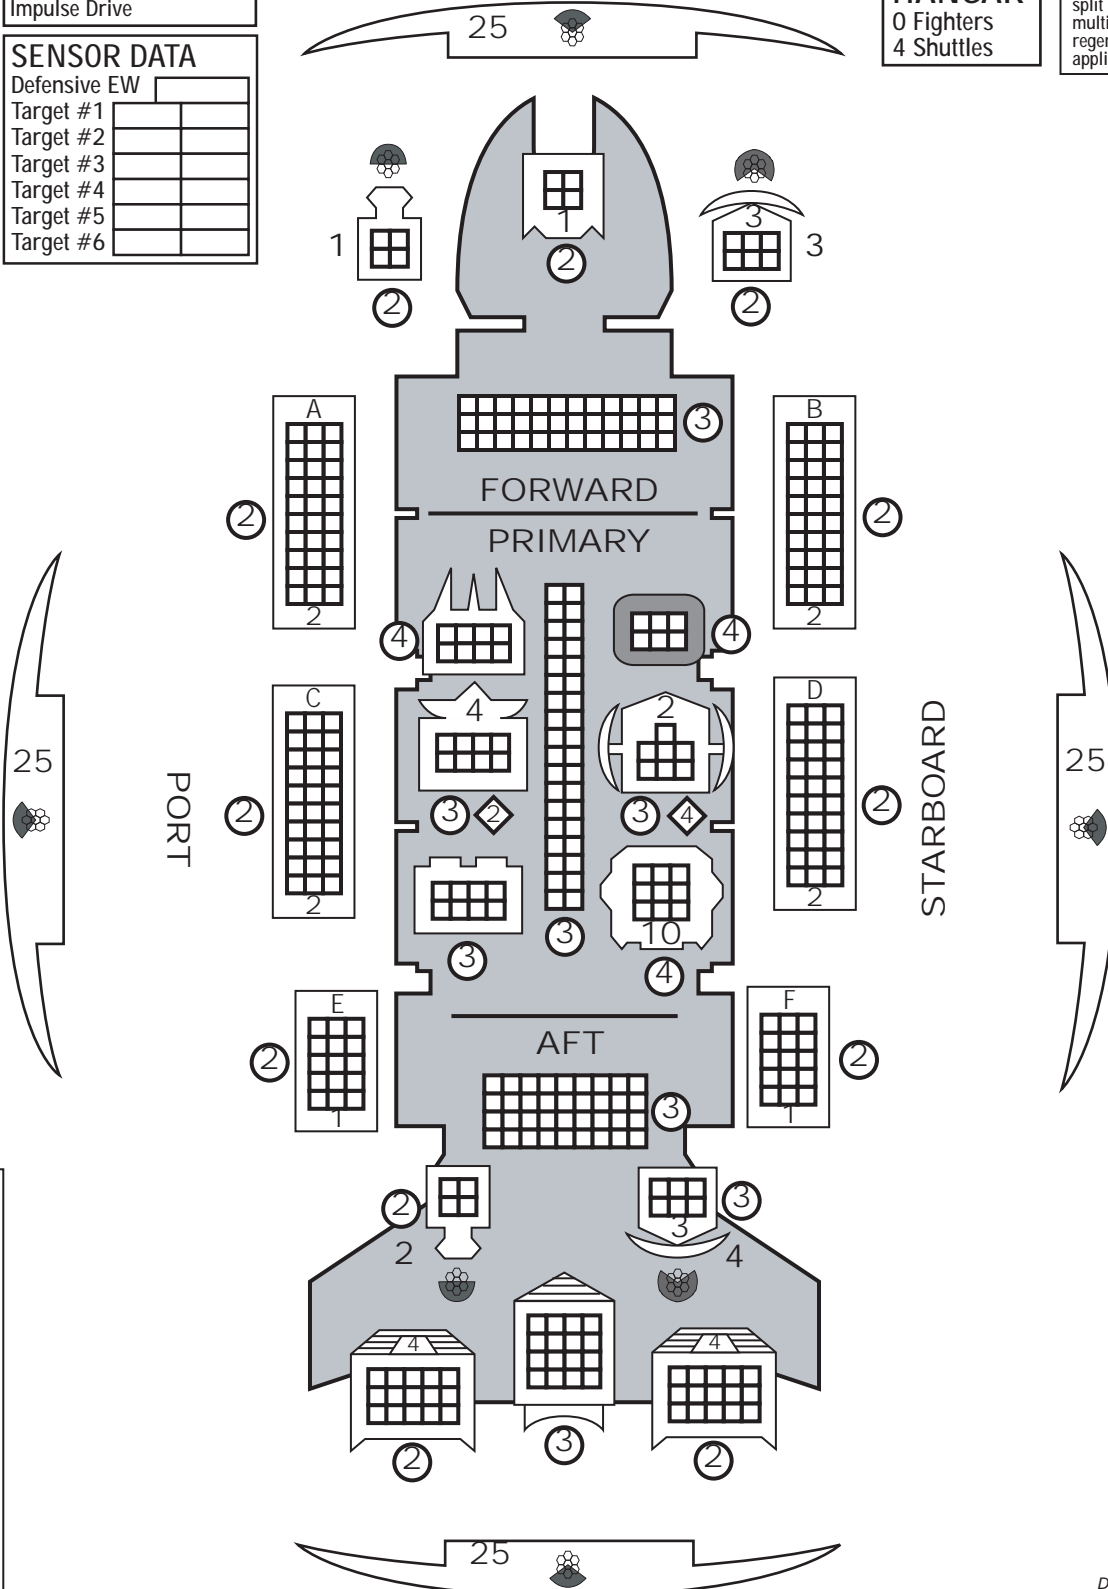 Impulse Drive
SENSOR DATA
Defensive EW
Target #1
Target #2
Target #3
Target #4
Target #5
Target #6
25
HANGAR
0 Fighters
4 Shuttles
split
multi
regen
appli
1
2
1
2
3
3
2
A
2
2
3
B
2
2
FORWARD
PRIMARY
4
4
C
2
2
4
3
2
2
3
4
D
2
2
PORT
STARBOARD
25
25
3
3
10
4
E
1
2
AFT
3
F
1
2
2
2
3
3
4
4
2
3
4
2
25
D